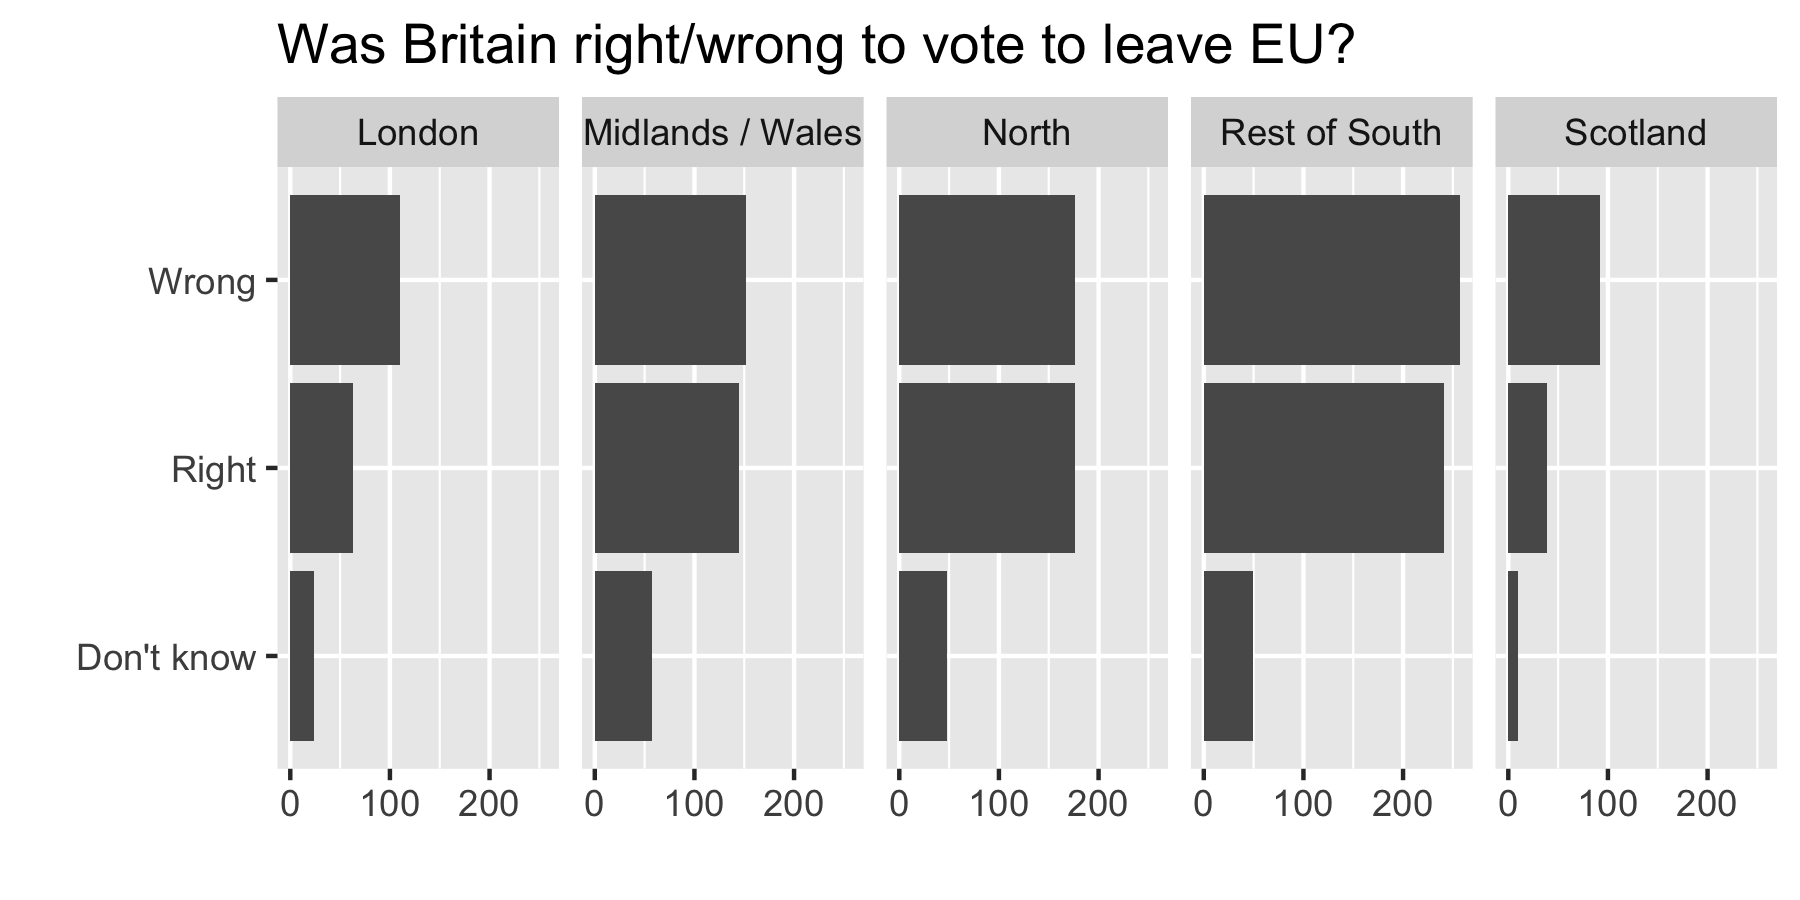 Was Britain right/wrong to vote to leave EU?
London Midlands / Wales North Rest of South Scotland
Wrong
Right
Don't know
0 100 200 0 100 200 0 100 200 0 100 200 0 100 200